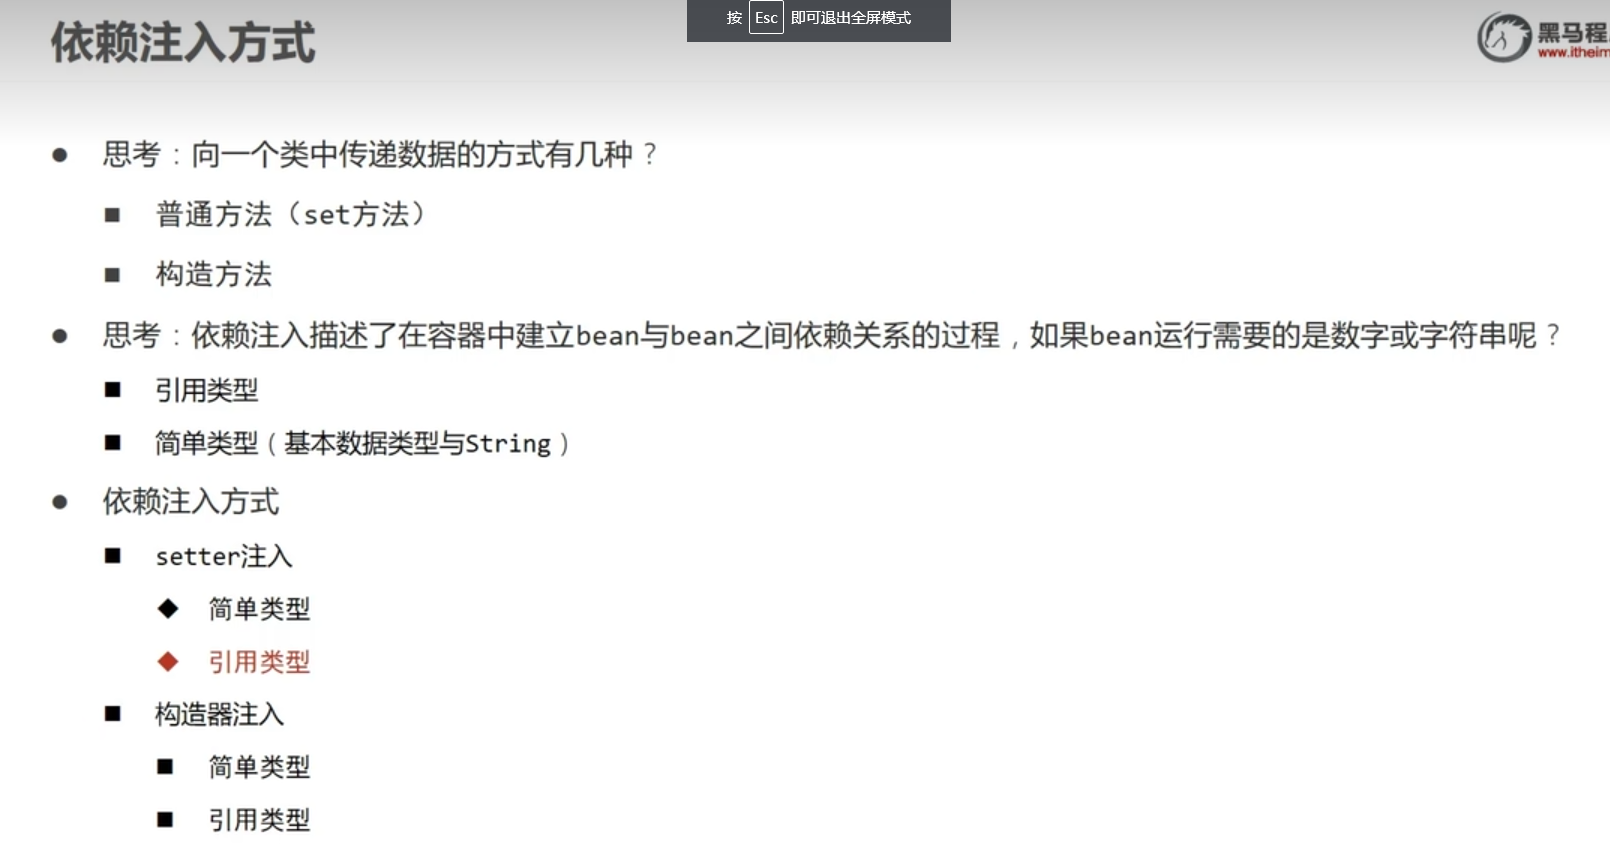 按 Esc 即可退出全屏模式
依赖注入方式
黑马程
www.itheim
思考：向一个类中传递数据的方式有几种？
普通方法（set方法）
构造方法
思考：依赖注入描述了在容器中建立bean与bean之间依赖关系的过程，如果bean运行需要的是数字或字符串呢？
引用类型
简单类型（基本数据类型与String）
依赖注入方式
setter注入
简单类型
引用类型
构造器注入
简单类型
引用类型